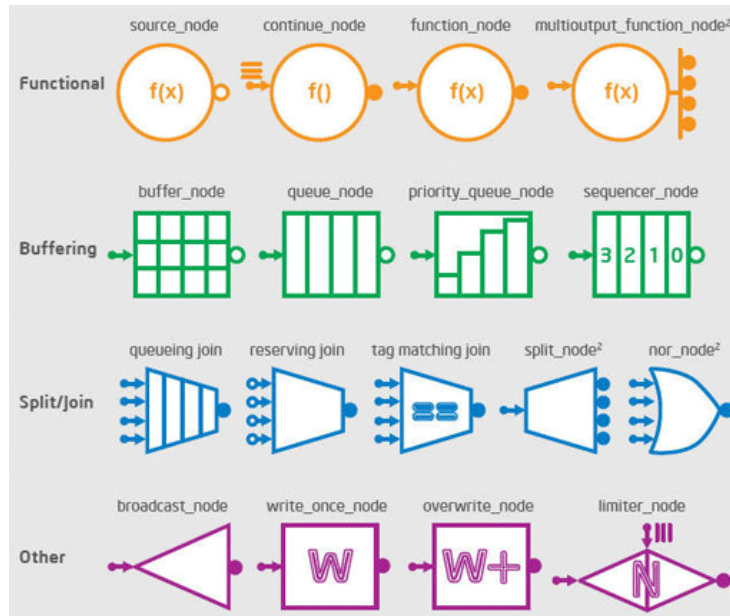 source_node continue_node function_node multioutput_function_node²
Functional f(x) f() f(x) f(x)
buffer_node queue_node priority_queue_node sequencer_node
Buffering 3 2 1 0
queueing join reserving join tag matching join split_node² nor_node²
Split/Join ==
broadcast_node write_once_node overwrite_node limiter_node
Other W W+ N